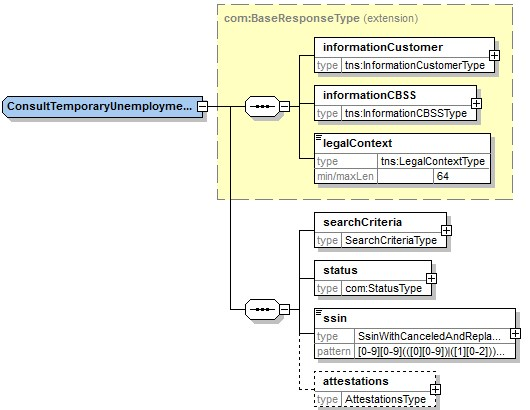 com:BaseResponseType (extension)
informationCustomer
type tns:InformationCustomerType
ConsultTemporaryUnemployme...
informationCBSS
type tns:InformationCBSSType
legalContext
type tns:LegalContextType
min/maxLen 64
searchCriteria
type SearchCriteriaType
status
type com:StatusType
ssin
type SsinWithCanceledAndRepla...
pattern [0-9][0-9](([0][0-9])|([1][0-2]))...
attestations
type AttestationsType